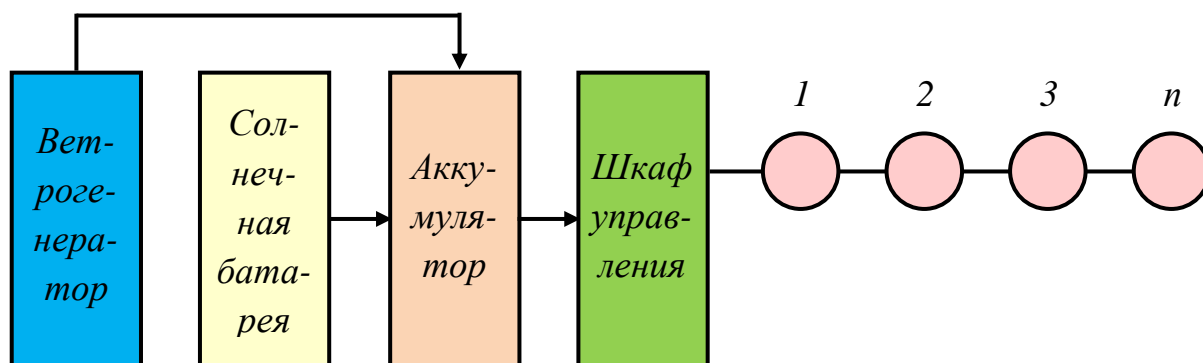 1 2 3 n
Вет-
роге-
нера-
тор
Сол-
неч-
ная
бата-
рея
Акку-
муля-
тор
Шкаф
управ-
ления